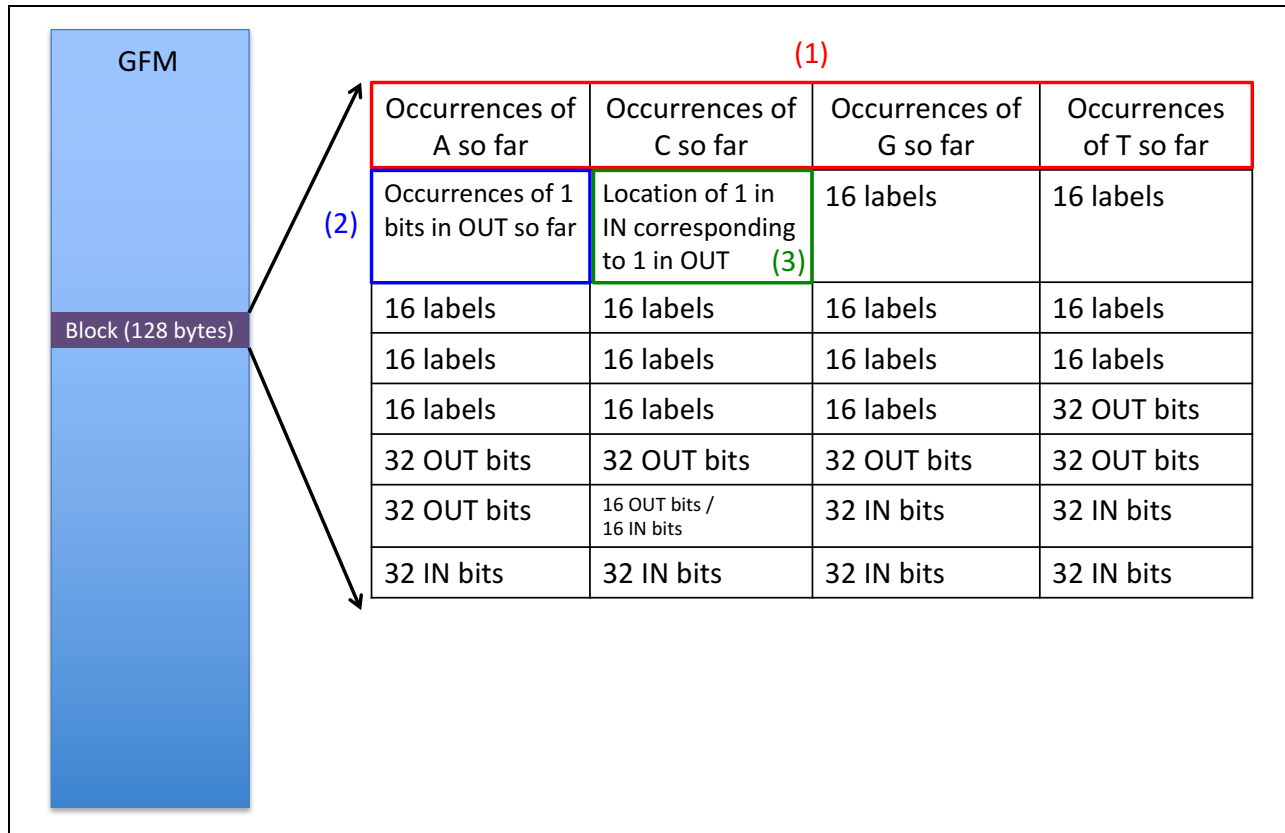 GFM
(1)
Occurrences of
A so far
Occurrences of
C so far
Occurrences of
G so far
Occurrences
of T so far
(2)
Occurrences of 1
bits in OUT so far
Location of 1 in
IN corresponding
to 1 in OUT
(3)
16 labels
16 labels
16 labels
16 labels
16 labels
16 labels
Block (128 bytes)
16 labels
16 labels
16 labels
16 labels
16 labels
16 labels
16 labels
32 OUT bits
32 OUT bits
32 OUT bits
32 OUT bits
32 OUT bits
32 OUT bits
16 OUT bits /
16 IN bits
32 IN bits
32 IN bits
32 IN bits
32 IN bits
32 IN bits
32 IN bits